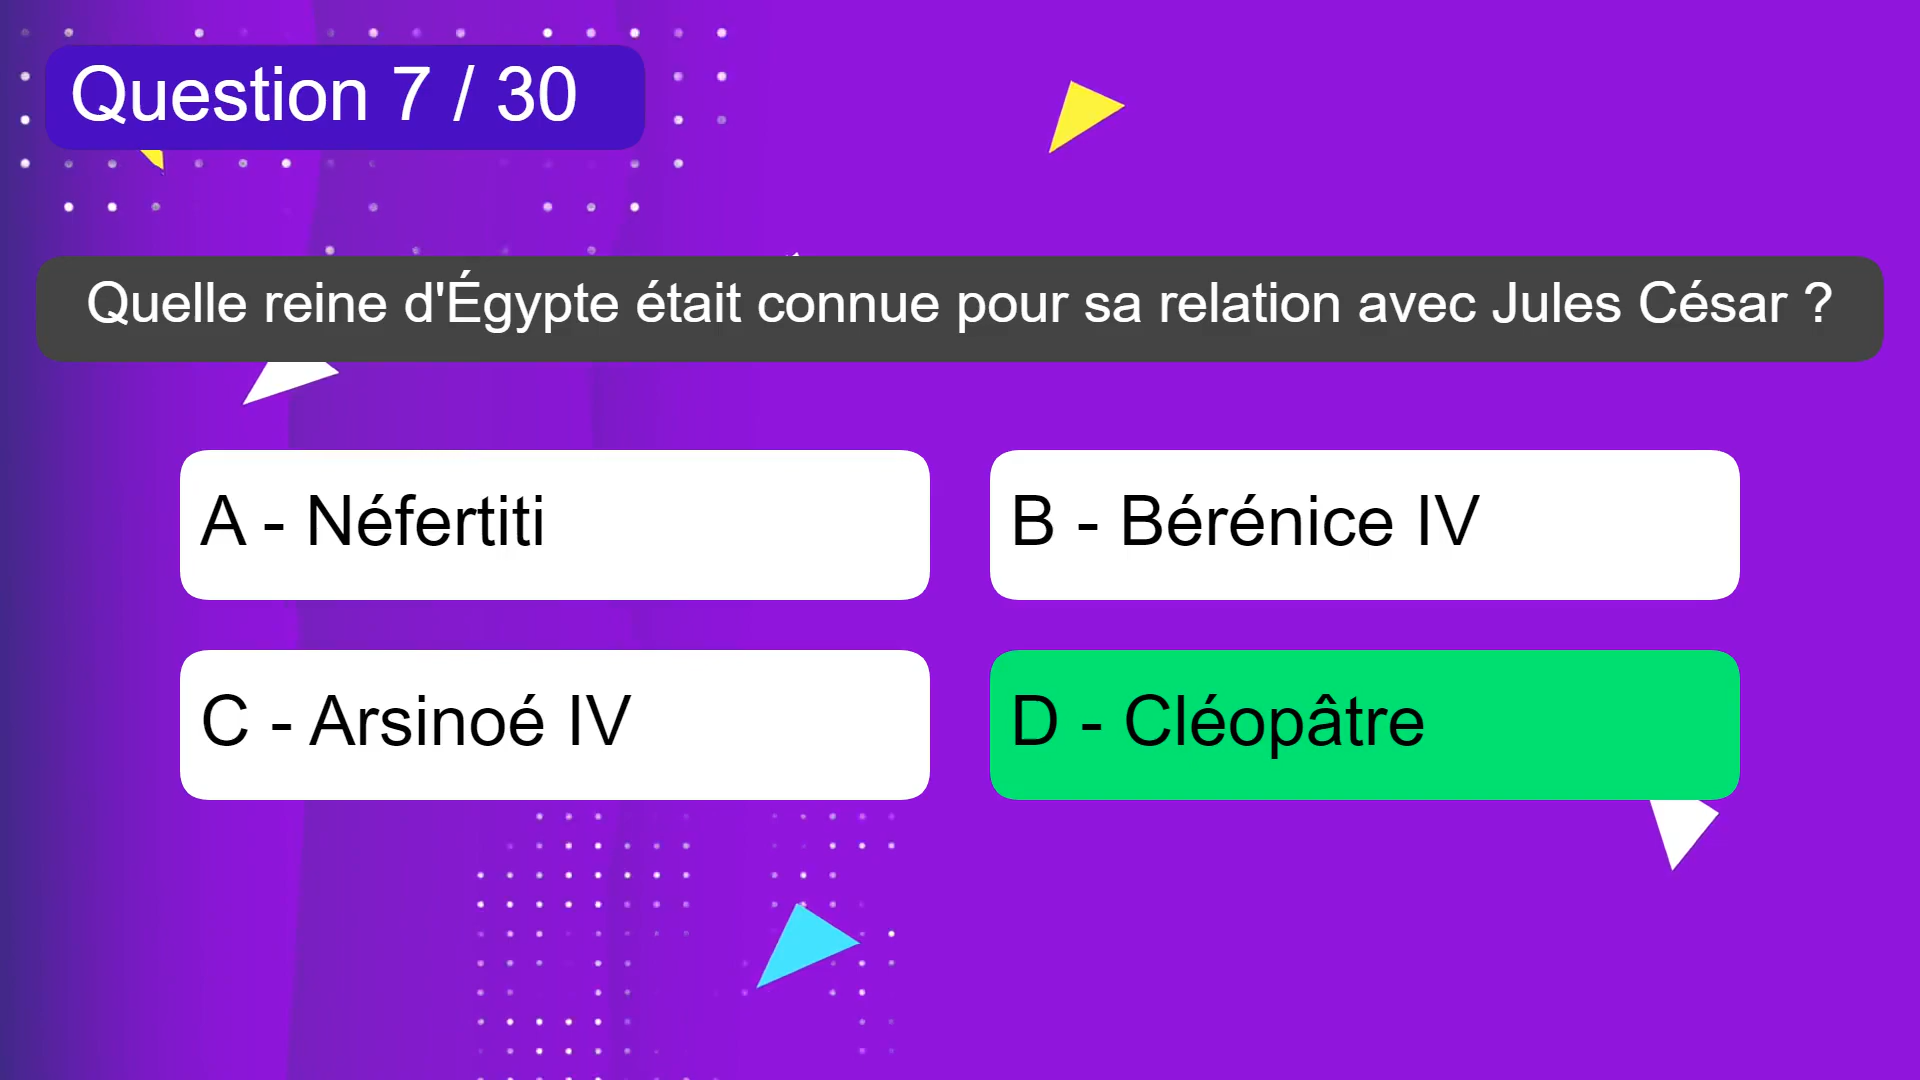 Question 7 / 30
Quelle reine d'Égypte était connue pour sa relation avec Jules César ?
A - Néfertiti
B - Bérénice IV
C - Arsinoé IV
D - Cléopâtre